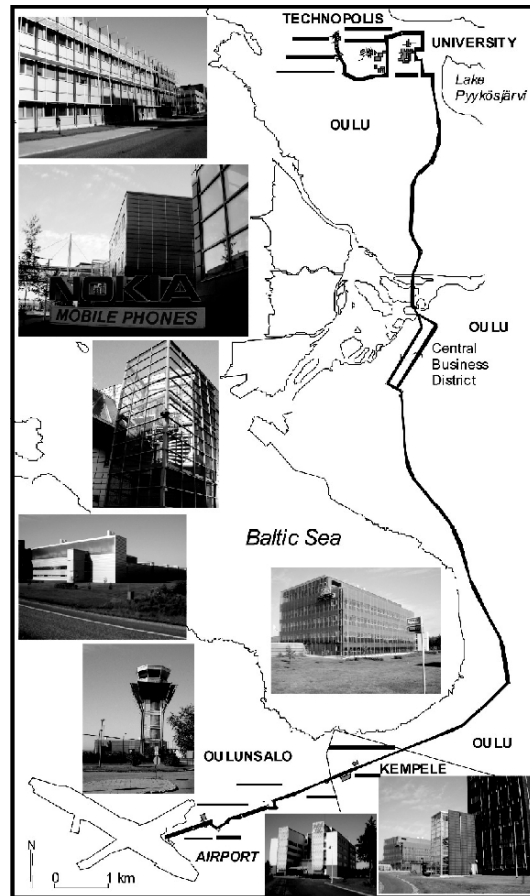 TECHNOPOLIS
UNIVERSITY
Lake
Pyykösjärvi
OULU
NOKIA
MOBILE PHONES
OULU
Central
Business
District
Baltic Sea
OULUNSALO
OULU
KEMPELE
AIRPORT
N
0 1 km